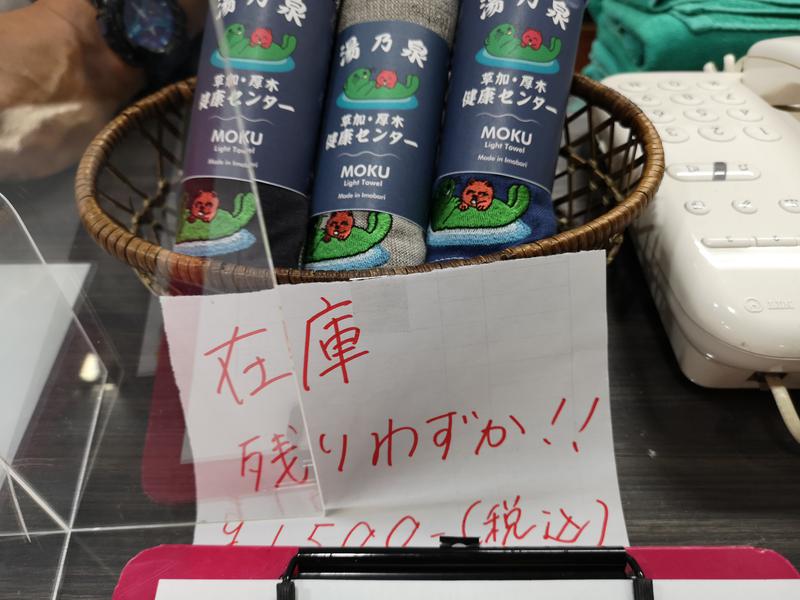 湯乃泉
草加・厚木
健康センター
MOKU
Light Towel
Made in Imabari
湯乃泉
草加・厚木
健康センター
MOKU
Light Towel
Made in Imabari
湯乃泉
草加・厚木
健康センター
MOKU
Light Towel
Made in Imabari
在庫
残りわずか!!
¥1,500-(税込)